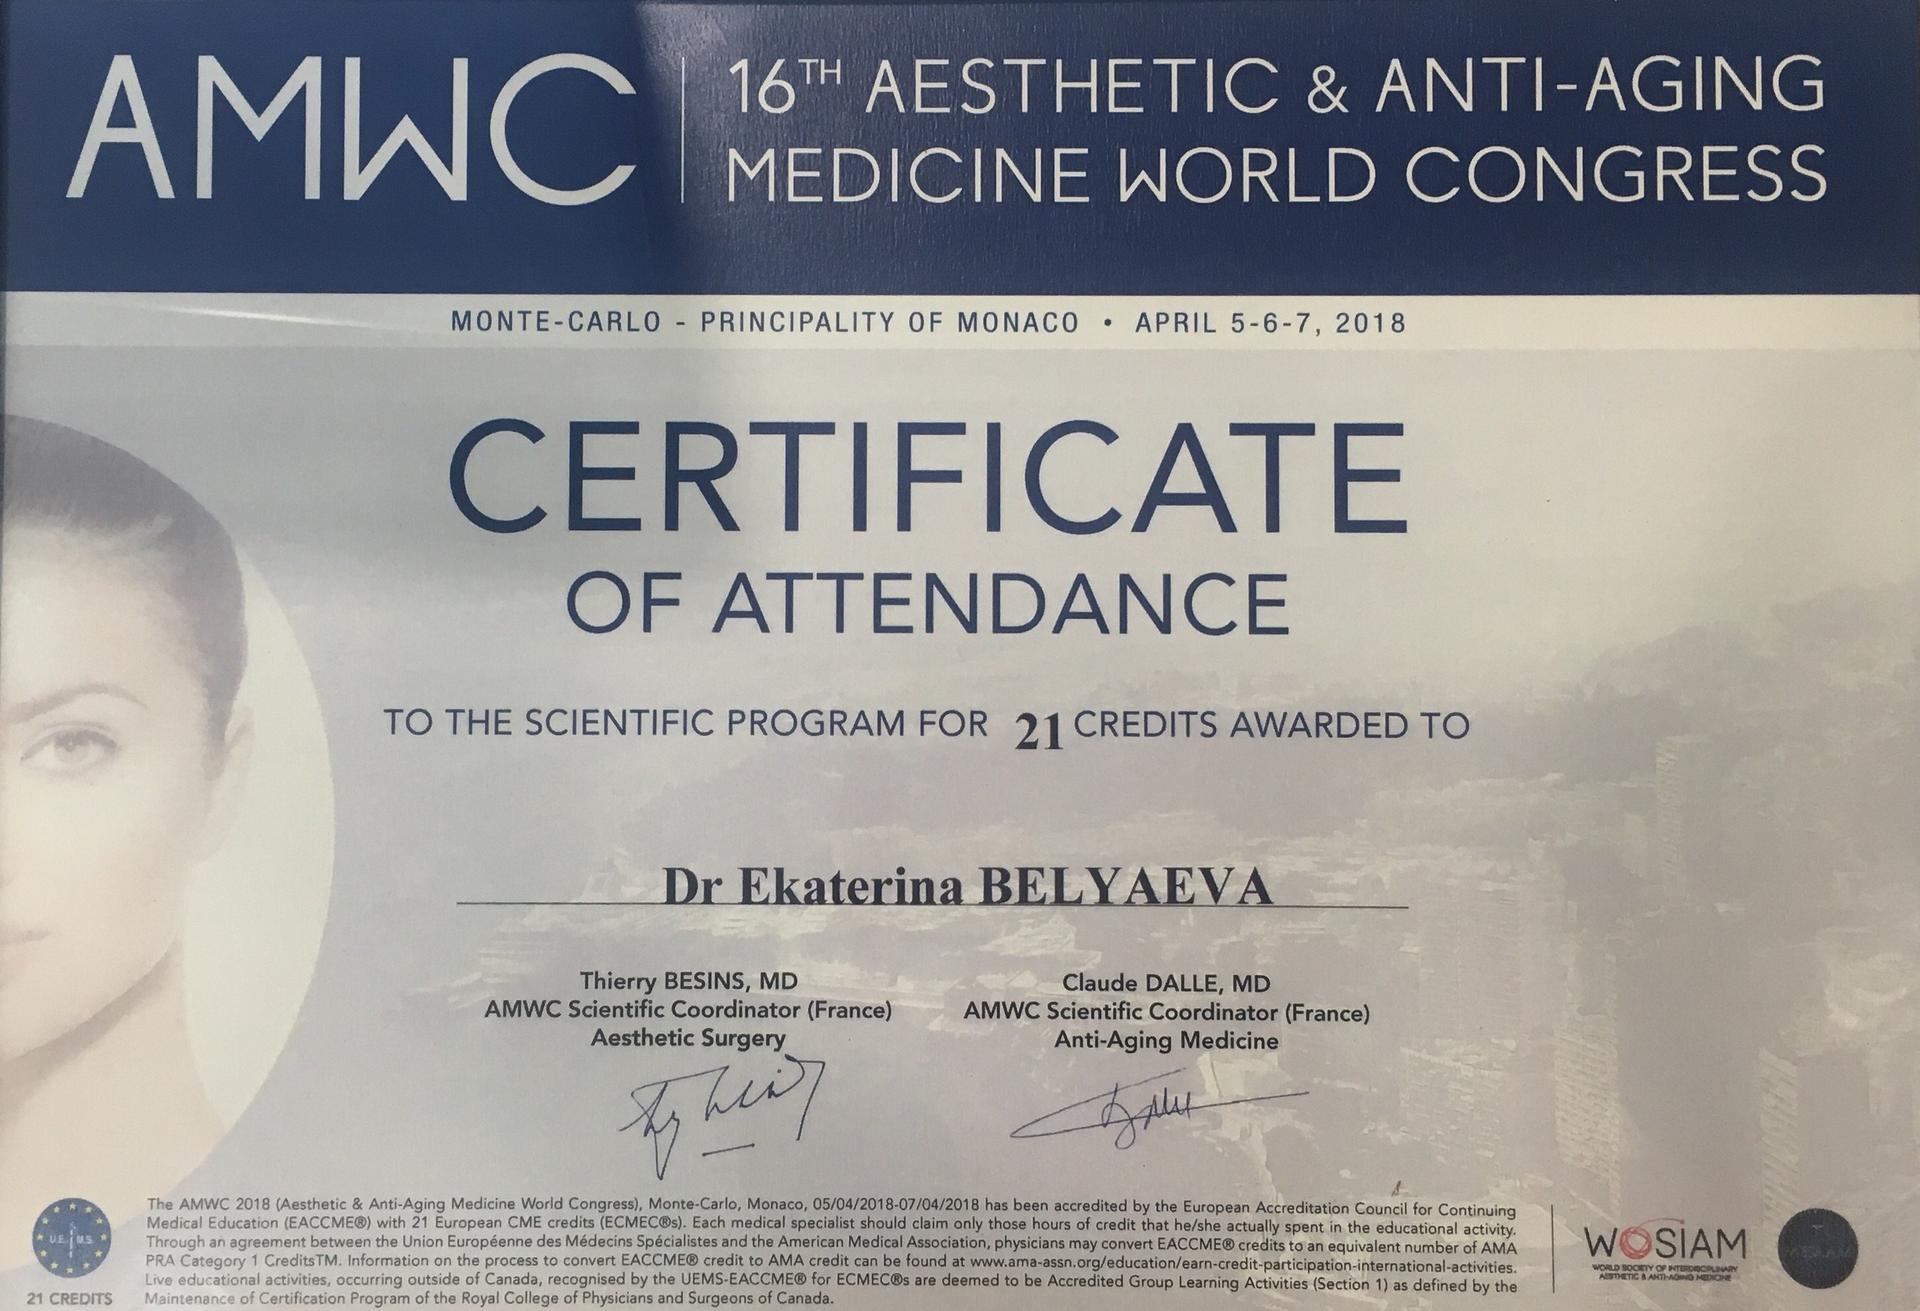 AMWC
16TH AESTHETIC & ANTI-AGING
MEDICINE WORLD CONGRESS
MONTE-CARLO - PRINCIPALITY OF MONACO • APRIL 5-6-7, 2018
CERTIFICATE
OF ATTENDANCE
TO THE SCIENTIFIC PROGRAM FOR 21 CREDITS AWARDED TO
Dr Ekaterina BELYAEVA
Thierry BESINS, MD
AMWC Scientific Coordinator (France)
Aesthetic Surgery
Claude DALLE, MD
AMWC Scientific Coordinator (France)
Anti-Aging Medicine
The AMWC 2018 (Aesthetic & Anti-Aging Medicine World Congress), Monte-Carlo, Monaco, 05/04/2018-07/04/2018 has been accredited by the European Accreditation Council for Continuing
Medical Education (EACCME®) with 21 European CME credits (ECMEC®s). Each medical specialist should claim only those hours of credit that he/she actually spent in the educational activity.
Through an agreement between the Union Européenne des Médecins Spécialistes and the American Medical Association, physicians may convert EACCME® credits to an equivalent number of AMA
PRA Category 1 CreditsTM. Information on the process to convert EACCME® credit to AMA credit can be found at www.ama-assn.org/education/earn-credit-participation-international-activities.
Live educational activities, occurring outside of Canada, recognised by the UEMS-EACCME® for ECMEC®s are deemed to be Accredited Group Learning Activities (Section 1) as defined by the
Maintenance of Certification Program of the Royal College of Physicians and Surgeons of Canada.
U.E.M.S.
21 CREDITS
WOSIAM
WORLD SOCIETY OF INTERDISCIPLINARY
AESTHETIC & ANTI-AGING MEDICINE